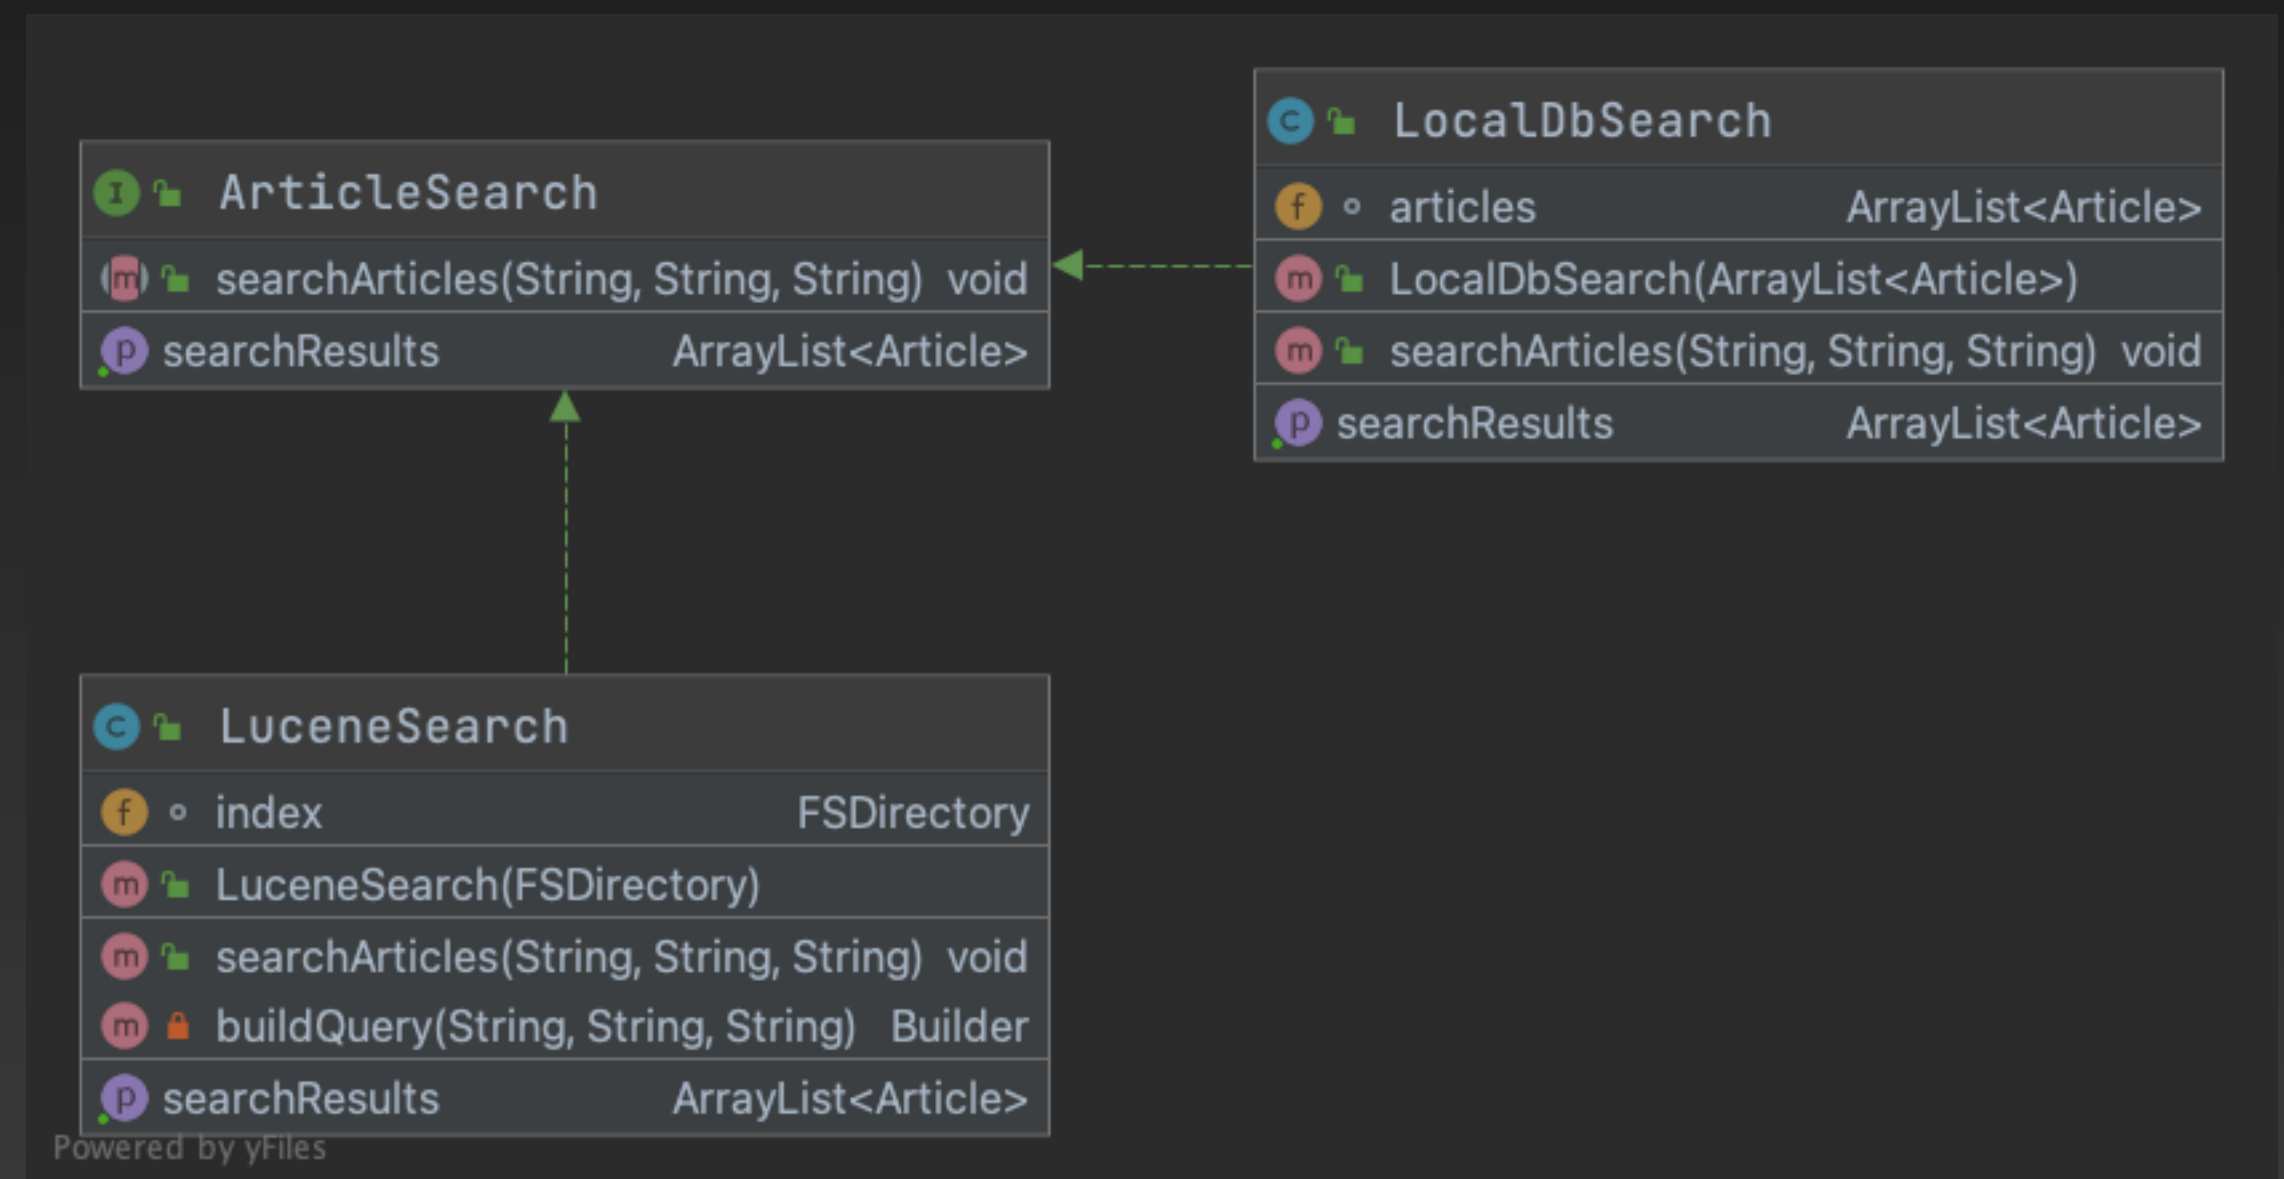 ArticleSearch
searchArticles(String, String, String) void
searchResults ArrayList<Article>
LocalDbSearch
articles ArrayList<Article>
LocalDbSearch(ArrayList<Article>)
searchArticles(String, String, String) void
searchResults ArrayList<Article>
LuceneSearch
index FSDirectory
LuceneSearch(FSDirectory)
searchArticles(String, String, String) void
buildQuery(String, String, String) Builder
searchResults ArrayList<Article>
Powered by yFiles